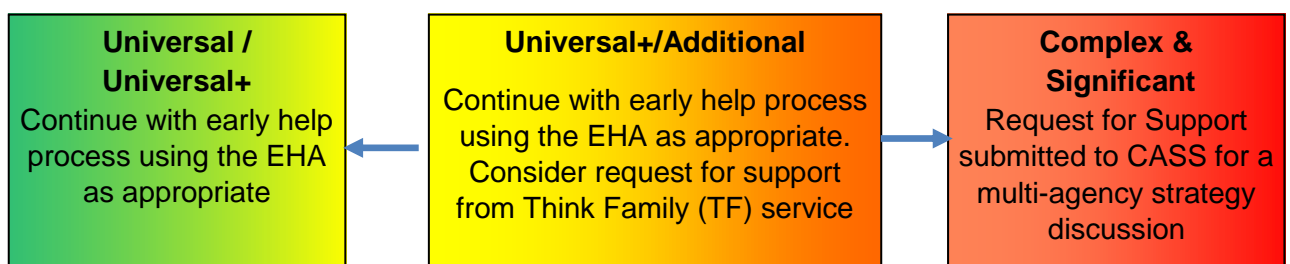 Universal /
Universal+
Continue with early help
process using the EHA
as appropriate
Universal+/Additional
Continue with early help process
using the EHA as appropriate.
Consider request for support
from Think Family (TF) service
Complex &
Significant
Request for Support
submitted to CASS for a
multi-agency strategy
discussion